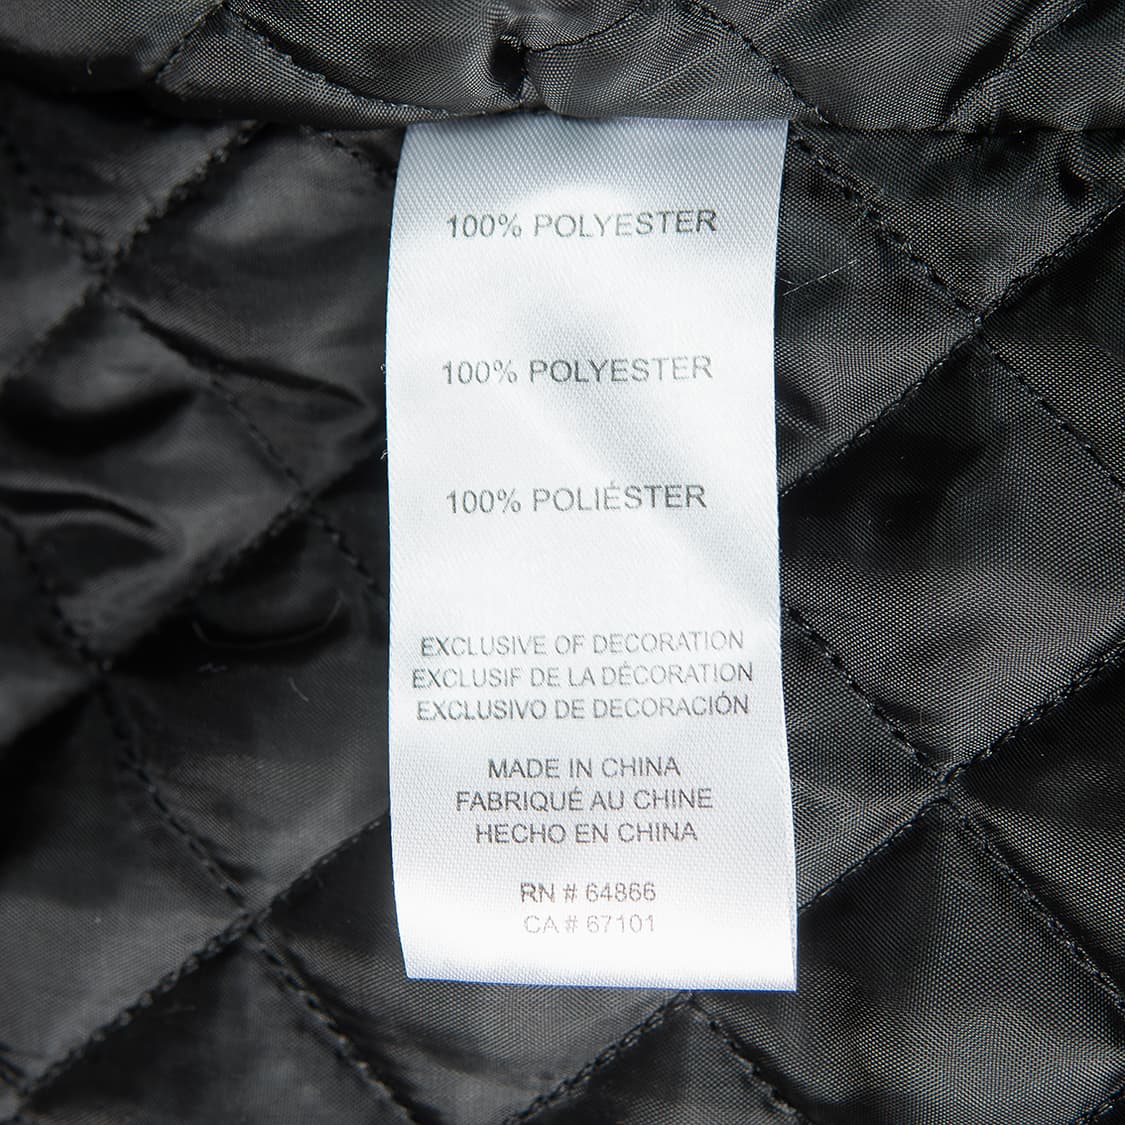 100% POLYESTER
100% POLYESTER
100% POLIÉSTER
EXCLUSIVE OF DECORATION
EXCLUSIF DE LA DÉCORATION
EXCLUSIVO DE DECORACIÓN
MADE IN CHINA
FABRIQUÉ AU CHINE
HECHO EN CHINA
RN # 64866
CA # 67101